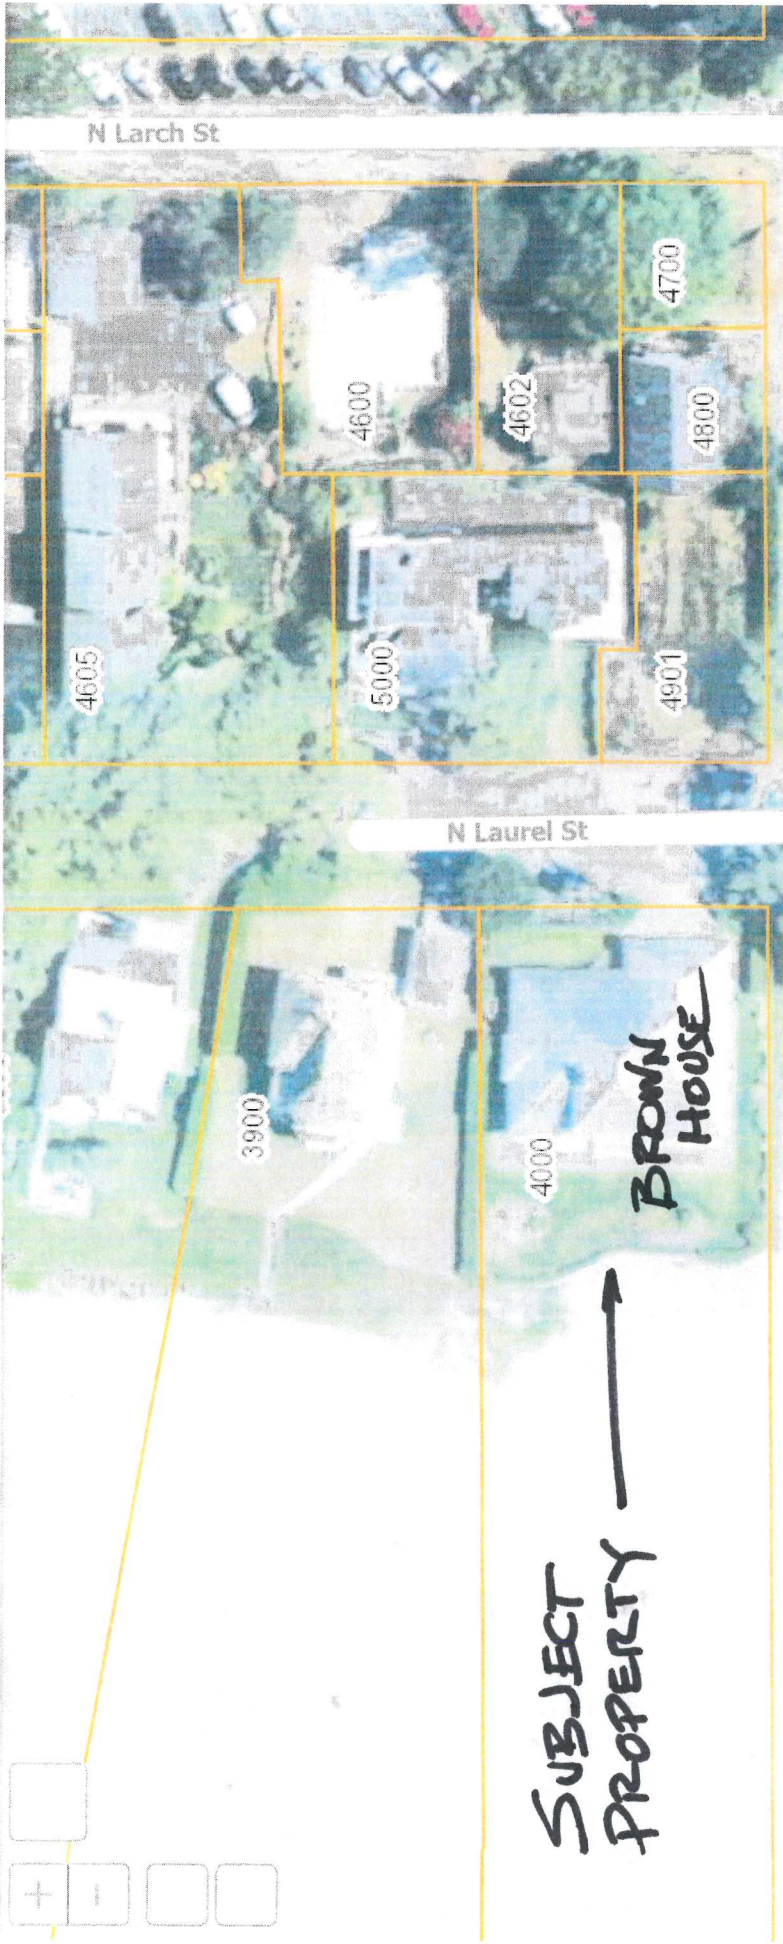 N Larch St
4700
4600
4602
4800
4605
5000
4901
N Laurel St
3900
4000
BROWN
HOUSE
SUBJECT
PROPERTY
+
-